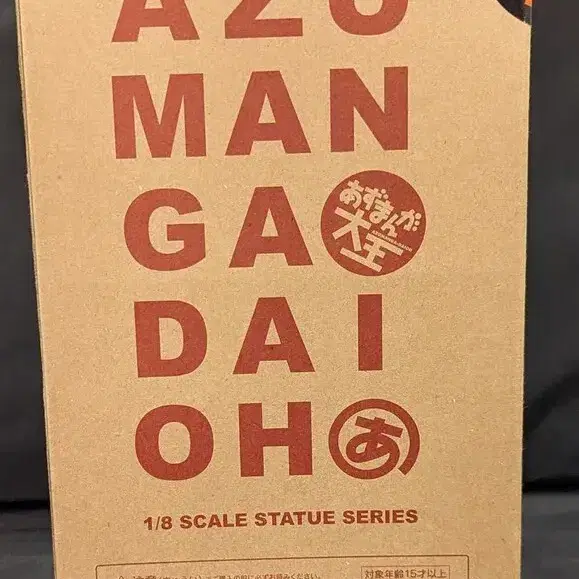 AZU
MAN
GA
あずまんが
大王
DAI
OH
あ
1/8 SCALE STATUE SERIES
対象年齢15才以上